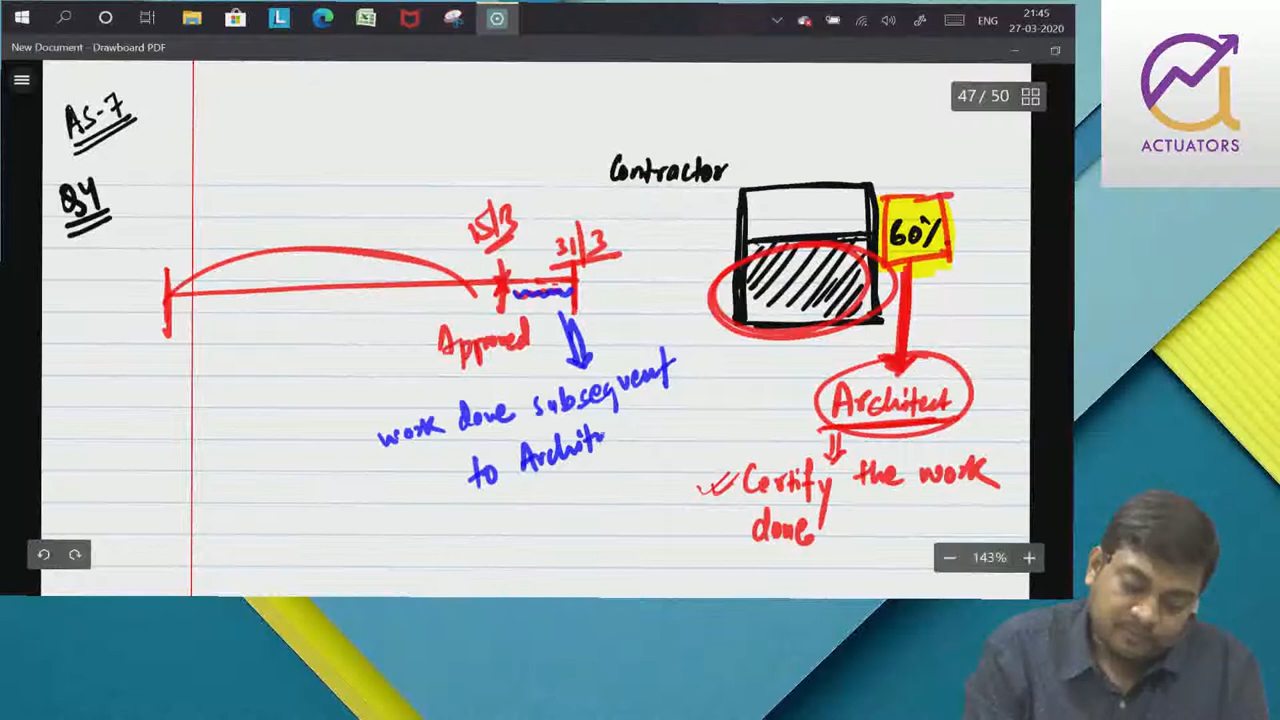 21:45
ENG
27-03-2020
New Document - Drawboard PDF
47 / 50
ACTUATORS
AS-7
Q4
Contractor
15/3
31/3
60%
Approved
Architect
work done subsequent
to Archite
✓ Certify the work
done
143%